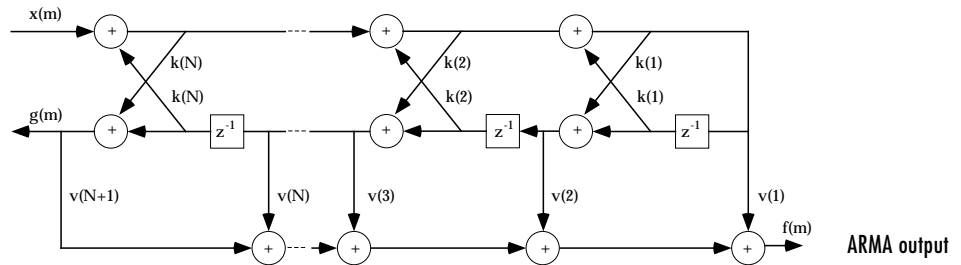 x(m)
+ + +
k(N) k(2) k(1)
k(N) k(2) k(1)
g(m)
+ z⁻¹ + z⁻¹ + z⁻¹
v(N+1) v(N) v(3) v(2) v(1)
f(m)
+ + + + ARMA output